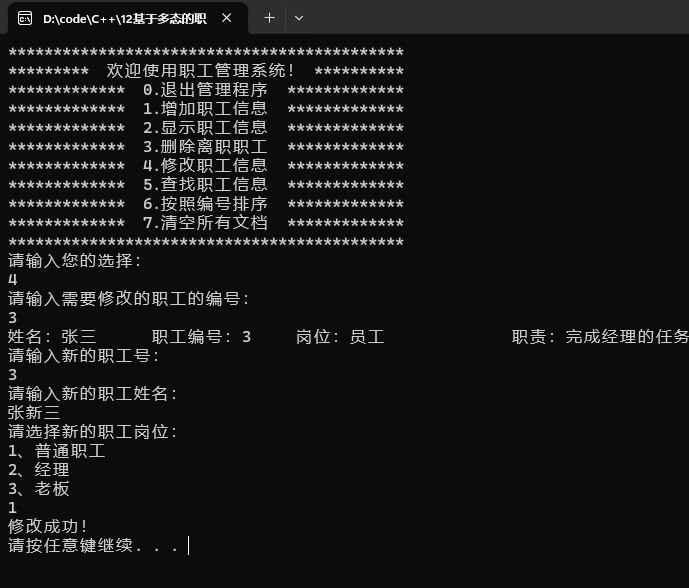 D:\code\C++\12基于多态的职
******************************************** 
*********  欢迎使用职工管理系统！ **********
*************  0.退出管理程序  *************
*************  1.增加职工信息  *************
*************  2.显示职工信息  *************
*************  3.删除离职职工  *************
*************  4.修改职工信息  *************
*************  5.查找职工信息  *************
*************  6.按照编号排序  *************
*************  7.清空所有文档  *************
********************************************
请输入您的选择：
4
请输入需要修改的职工的编号：
3
姓名：张三      职工编号：3     岗位：员工              职责：完成经理的任务
请输入新的职工号：
3
请输入新的职工姓名：
张新三
请选择新的职工岗位：
1、普通职工
2、经理
3、老板
1
修改成功！
请按任意键继续. . .